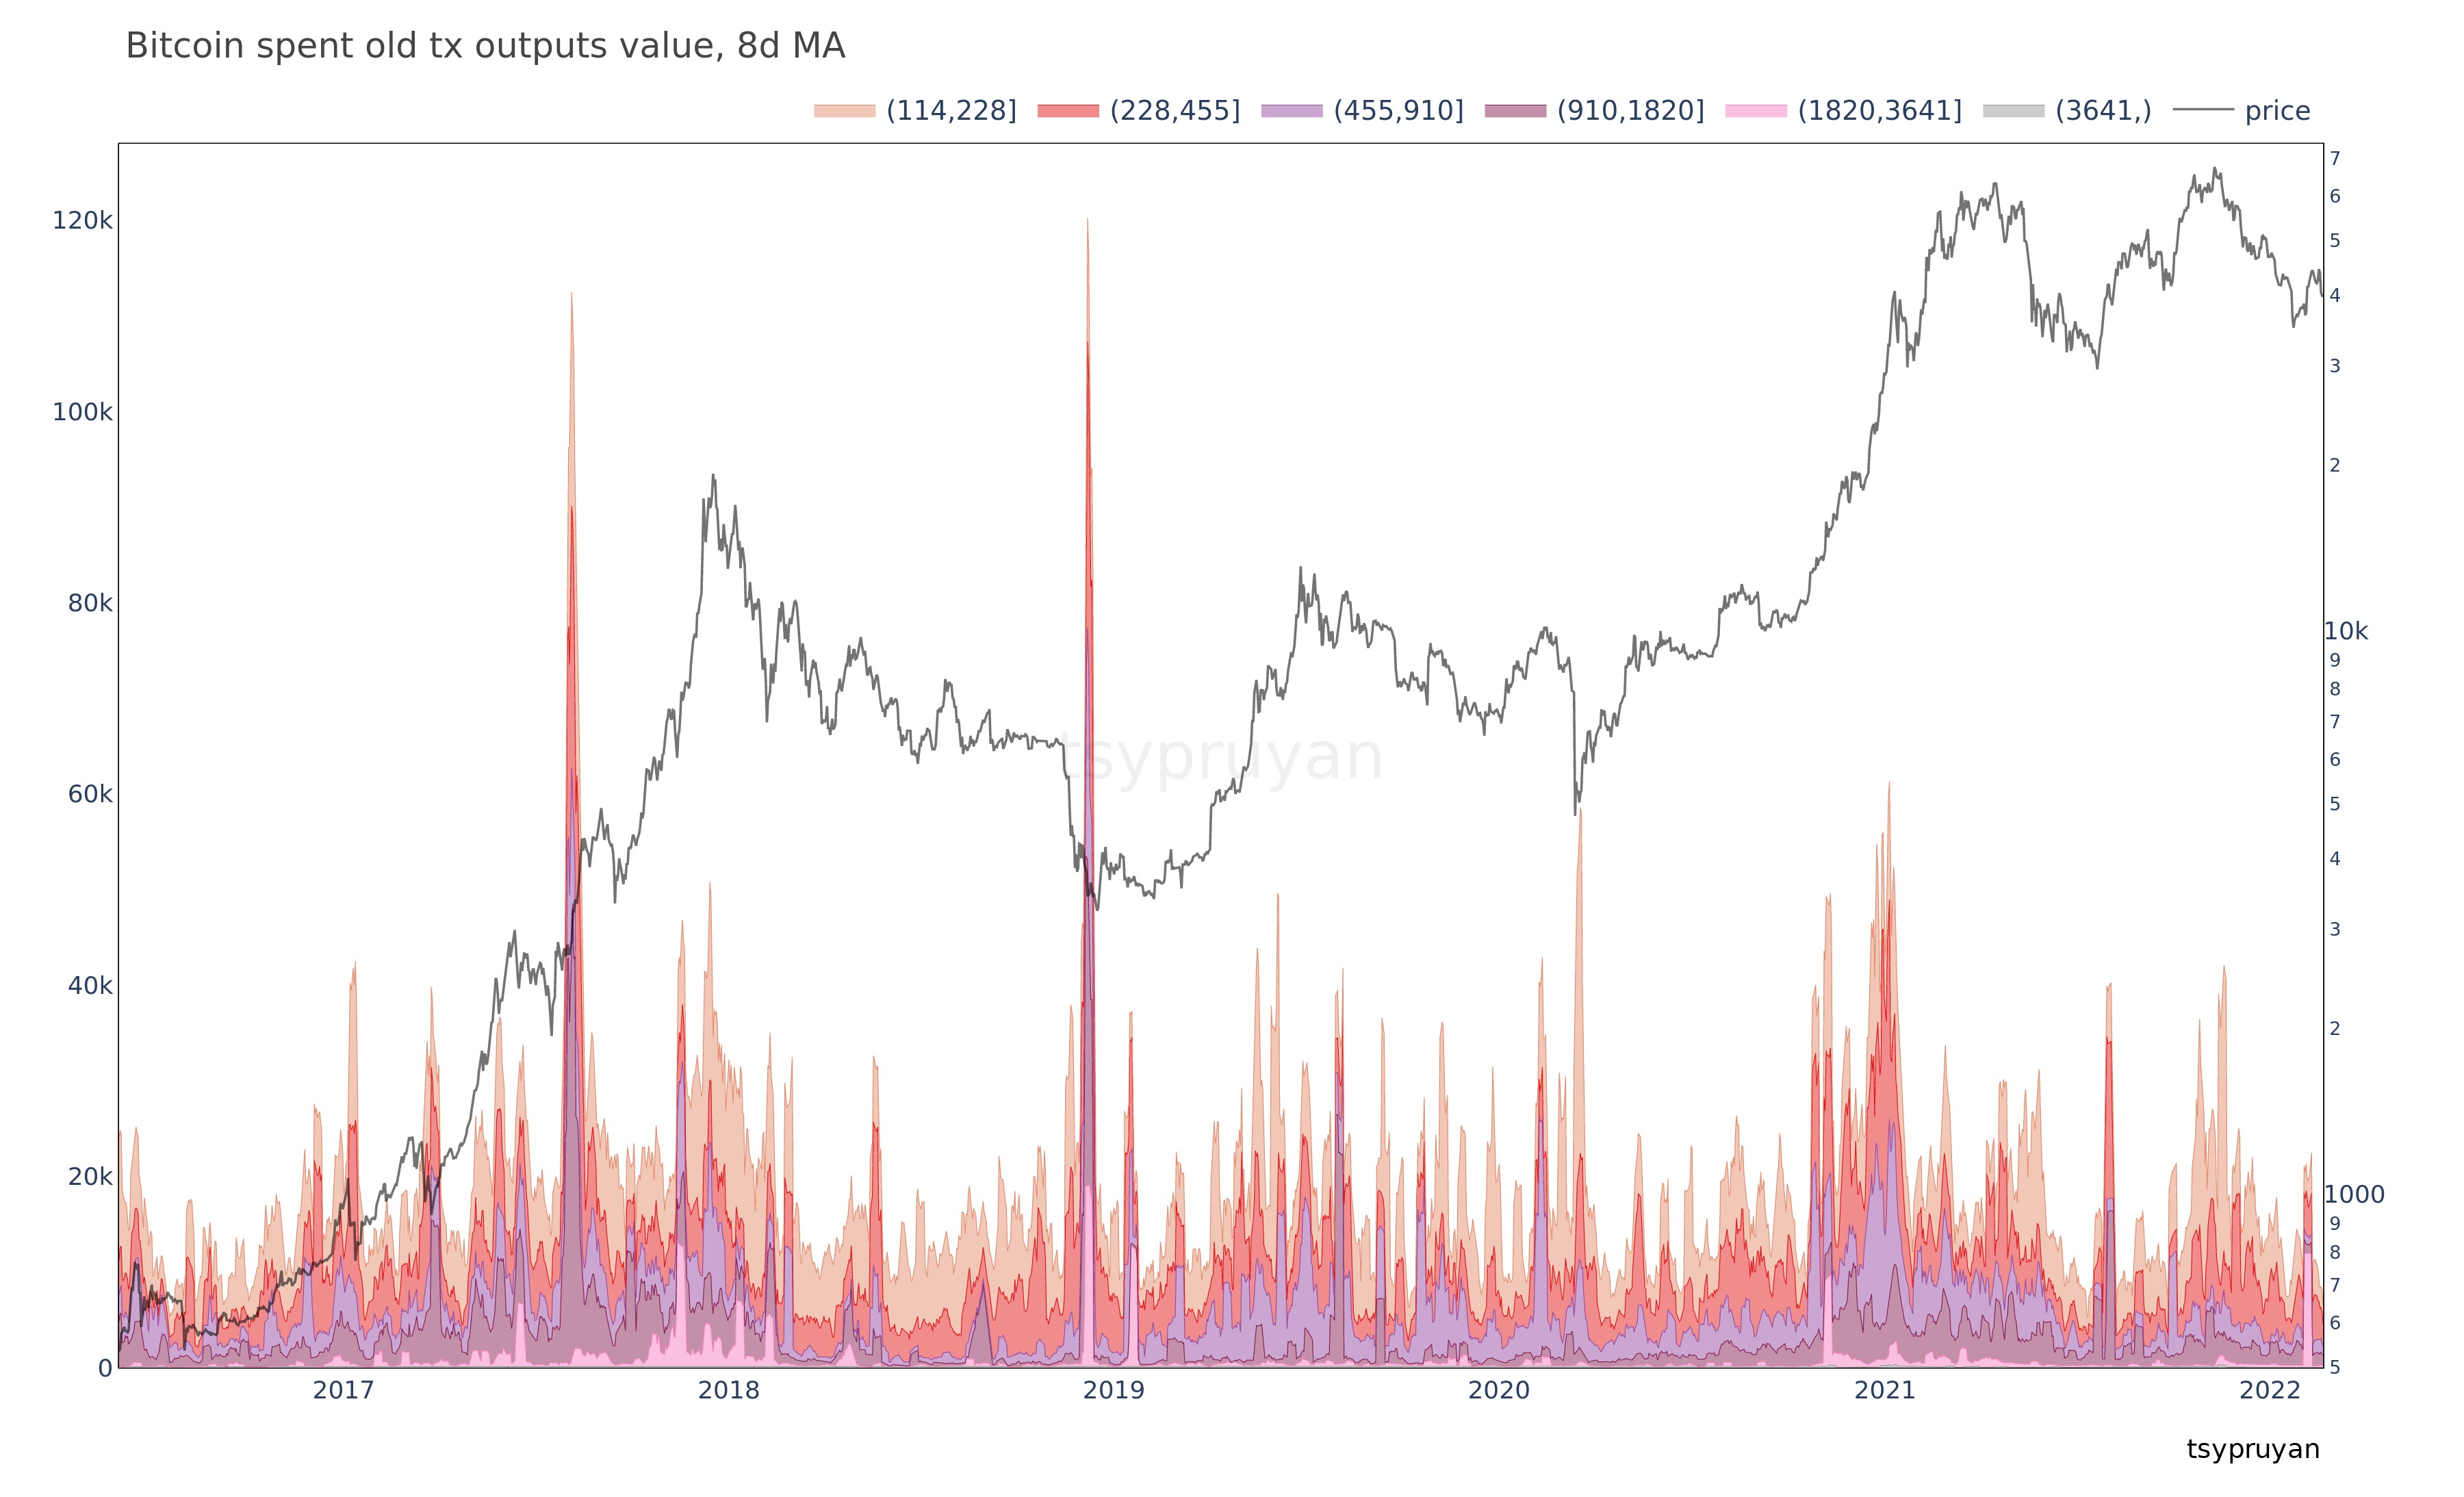 Bitcoin spent old tx outputs value, 8d MA
(114,228] (228,455] (455,910] (910,1820] (1820,3641] (3641,) price
120k
100k
80k
60k
40k
20k
0
7
6
5
4
3
2
10k
9
8
7
6
5
4
3
2
1000
9
8
7
6
5
tsypruyan
2017 2018 2019 2020 2021 2022
tsypruyan